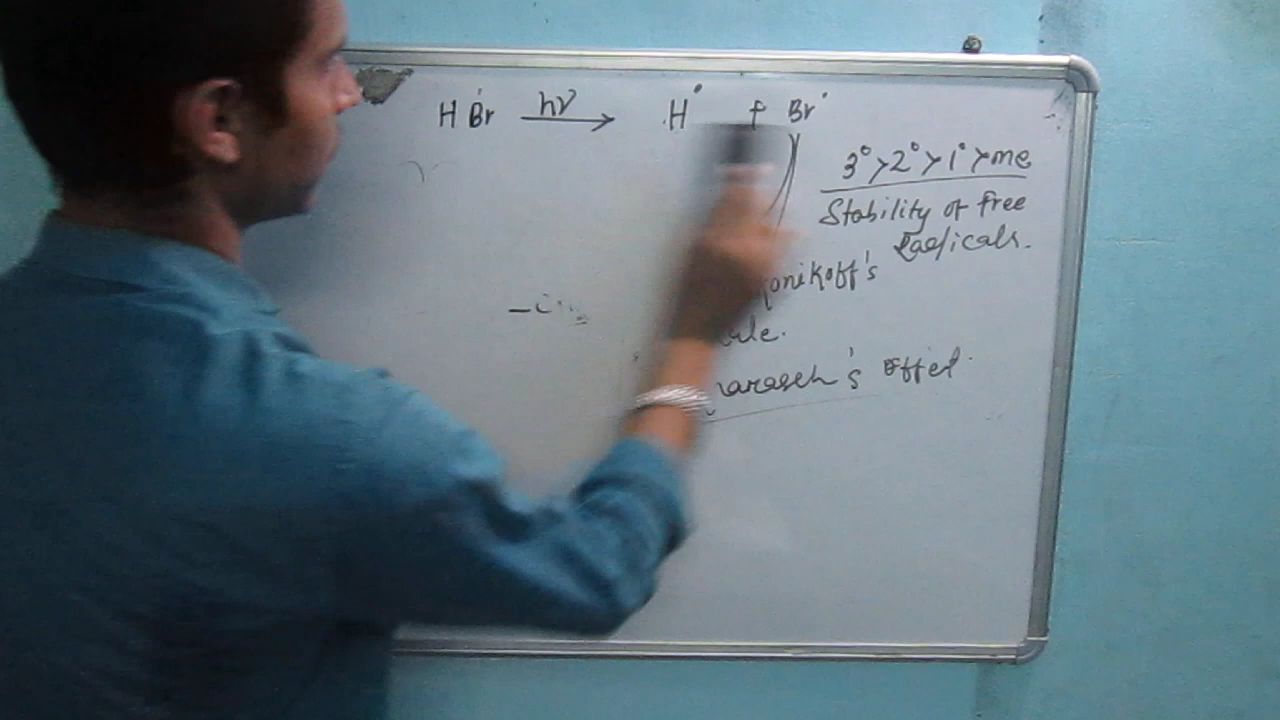 H Br hν → H• + Br•
3° > 2° > 1° > me
Stability of free
Radicals.
onikoff's
ule.
arasch's effect.